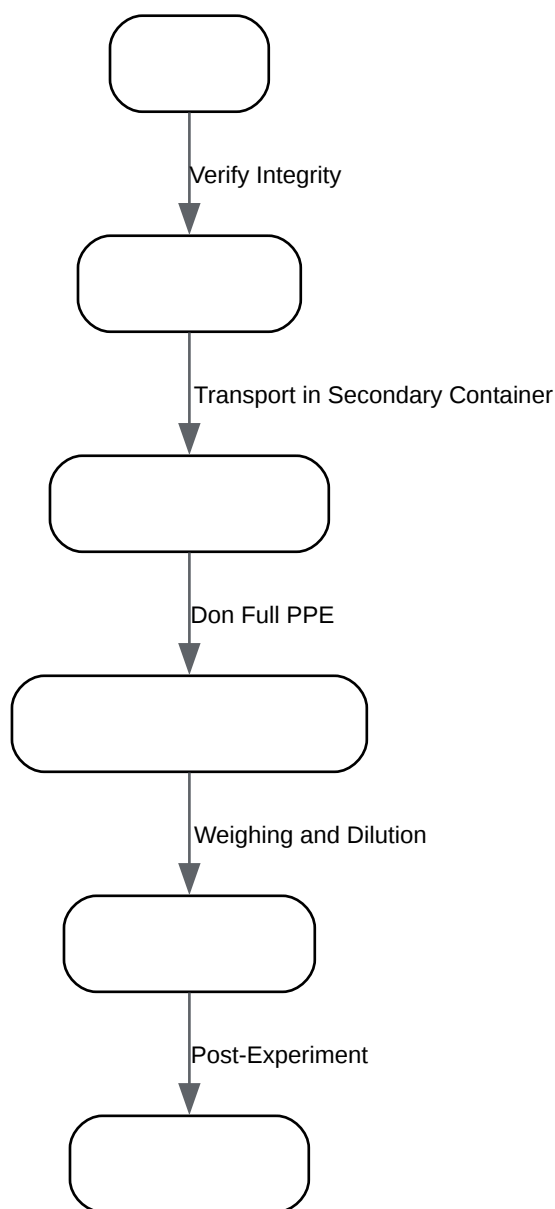 Verify Integrity
Transport in Secondary Container
Don Full PPE
Weighing and Dilution
Post-Experiment